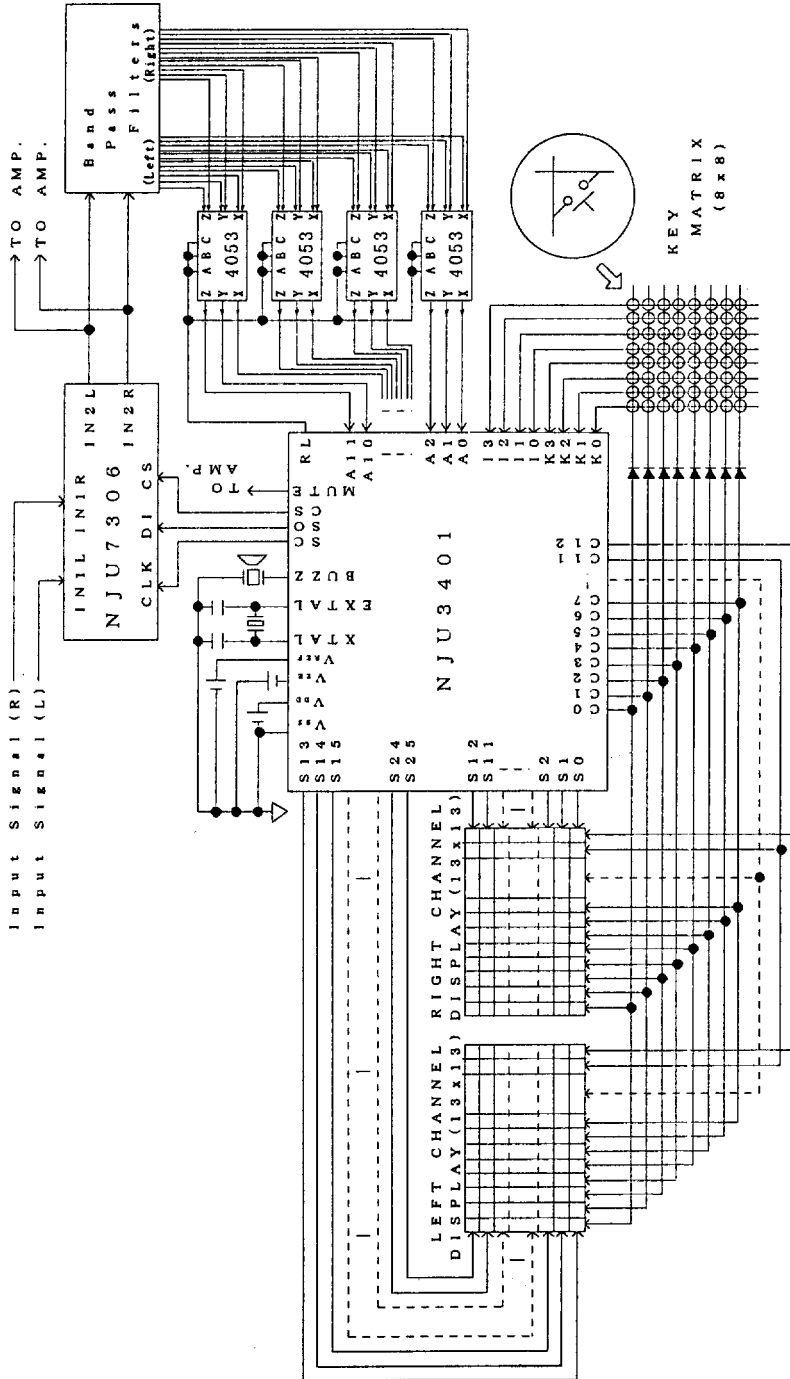 Input Signal (R)
Input Signal (L)
TO AMP.
TO AMP.
IN1L IN1R
NJU7306
CLK DI CS
IN2L
IN2R
Band
Pass
Filters
(Left)
(Right)
Z A B C Z
Y 4053 Y
X X
Z A B C Z
Y 4053 Y
X X
Z A B C Z
Y 4053 Y
X X
Z A B C Z
Y 4053 Y
X X
TO AMP.
VSS
VDD
VEE
VREF
XTAL
EXTAL
BUZZ
SC
SO
CS
MUTE
NJU3401
RL
A11
A10
A2
A1
A0
I3
I2
I1
I0
K3
K2
K1
K0
S13
S14
S15
S24
S25
S12
S11
S2
S1
S0
C0
C1
C2
C3
C4
C5
C6
C7
C11
C12
LEFT CHANNEL
DISPLAY (13x13)
RIGHT CHANNEL
DISPLAY (13x13)
KEY
MATRIX
(8x8)